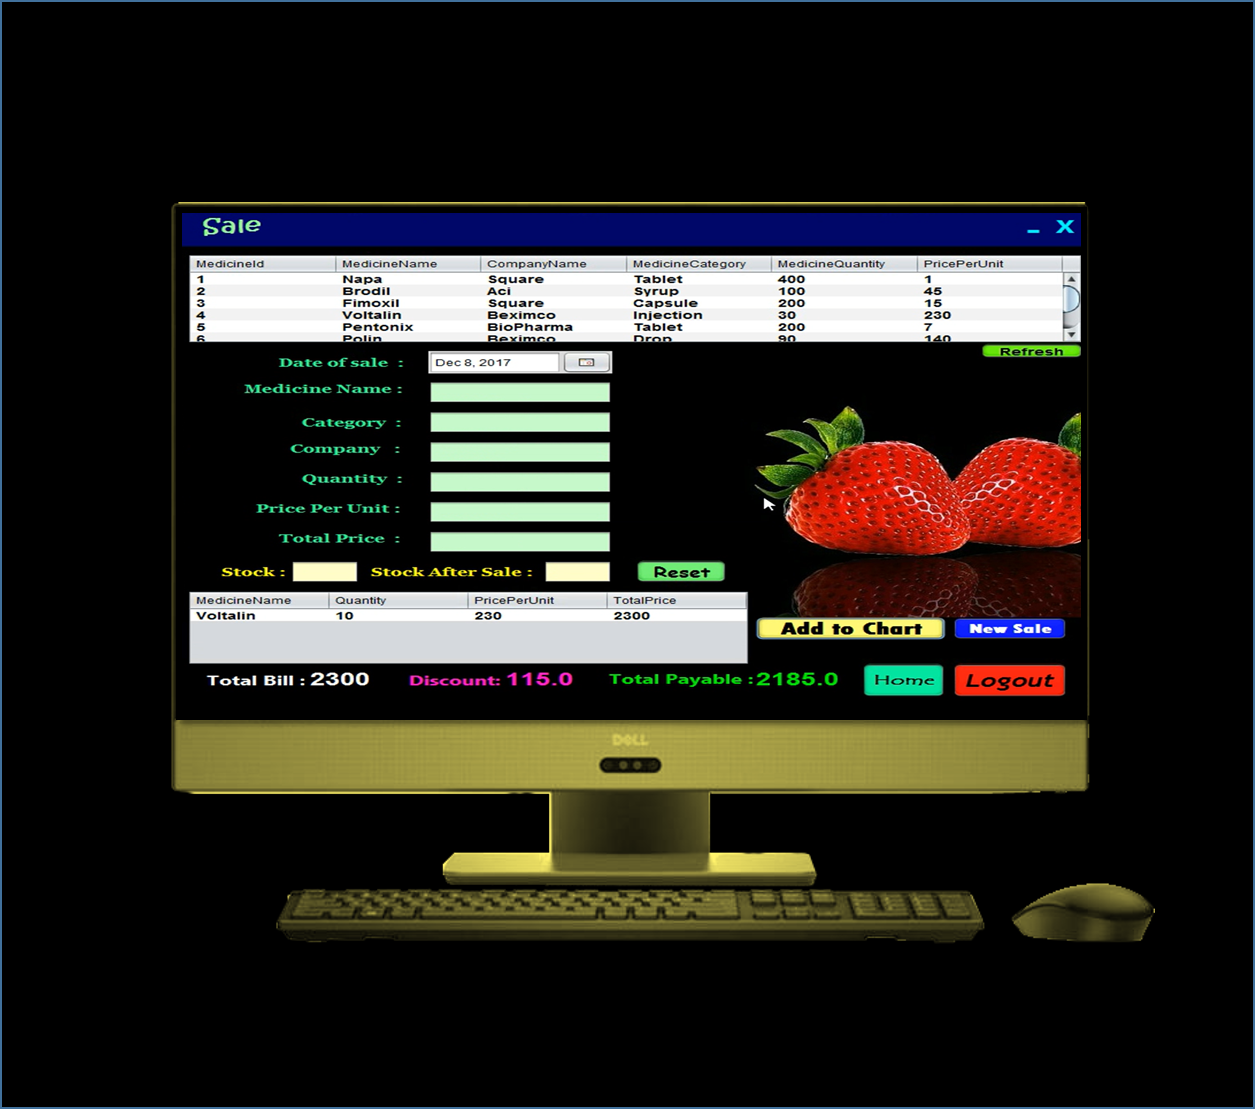 Sale
MedicineId MedicineName CompanyName MedicineCategory MedicineQuantity PricePerUnit
1 Napa Square Tablet 400 1
2 Brodil Aci Syrup 100 45
3 Fimoxil Square Capsule 200 15
4 Voltalin Beximco Injection 30 230
5 Pentonix BioPharma Tablet 200 7
6 Polin Beximco Drop 90 140
Refresh
Date of sale : Dec 8, 2017
Medicine Name :
Category :
Company :
Quantity :
Price Per Unit :
Total Price :
Stock : Stock After Sale : Reset
MedicineName Quantity PricePerUnit TotalPrice
Voltalin 10 230 2300
Add to Chart New Sale
Total Bill : 2300 Discount: 115.0 Total Payable : 2185.0 Home Logout
DELL